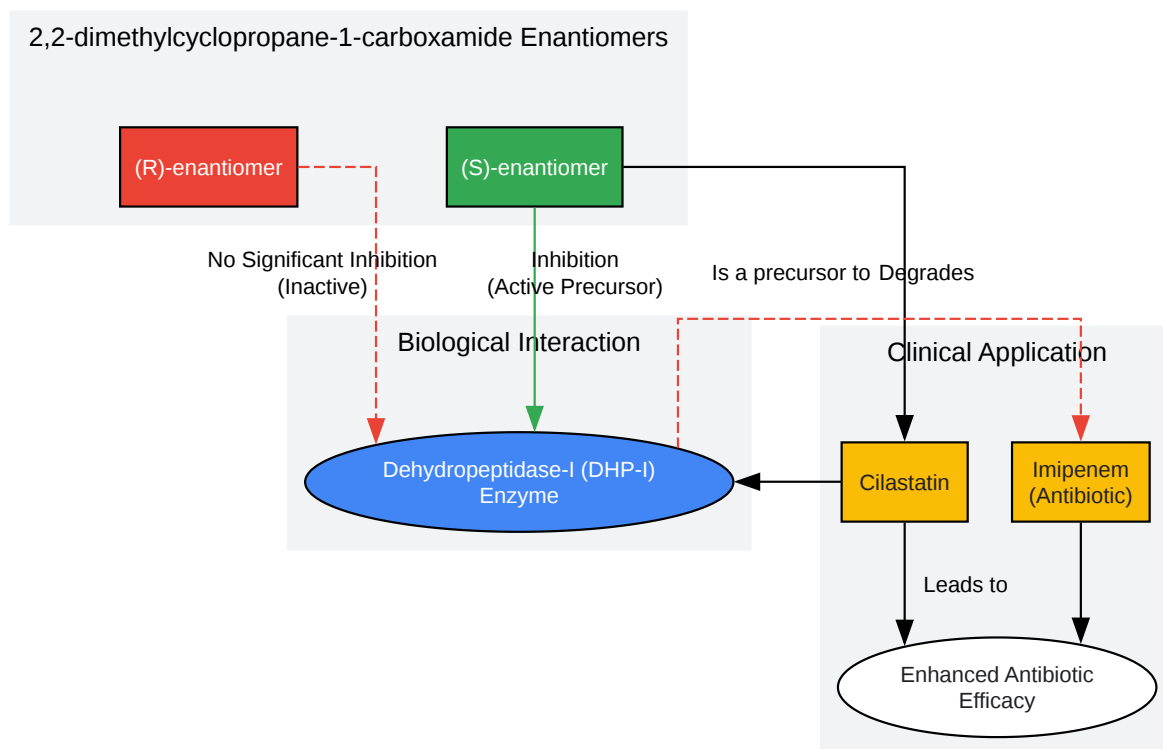 2,2-dimethylcyclopropane-1-carboxamide Enantiomers
(R)-enantiomer
(S)-enantiomer
No Significant Inhibition
(Inactive)
Inhibition
(Active Precursor)
Is a precursor to
Degrades
Biological Interaction
Clinical Application
Dehydropeptidase-I (DHP-I)
Enzyme
Cilastatin
Imipenem
(Antibiotic)
Leads to
Enhanced Antibiotic
Efficacy